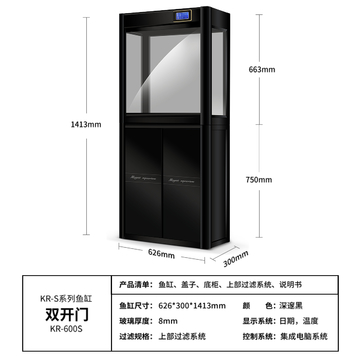 663mm
1413mm
750mm
626mm
300mm
KR-S系列鱼缸
双开门
KR-600S
产品清单：鱼缸、盖子、底柜、上部过滤系统、说明书
鱼缸尺寸：626*300*1413mm 颜 色：深邃黑
玻璃厚度：8mm 显示系统：日期，温度
过滤规格：上部过滤系统 控制系统：集成电脑系统